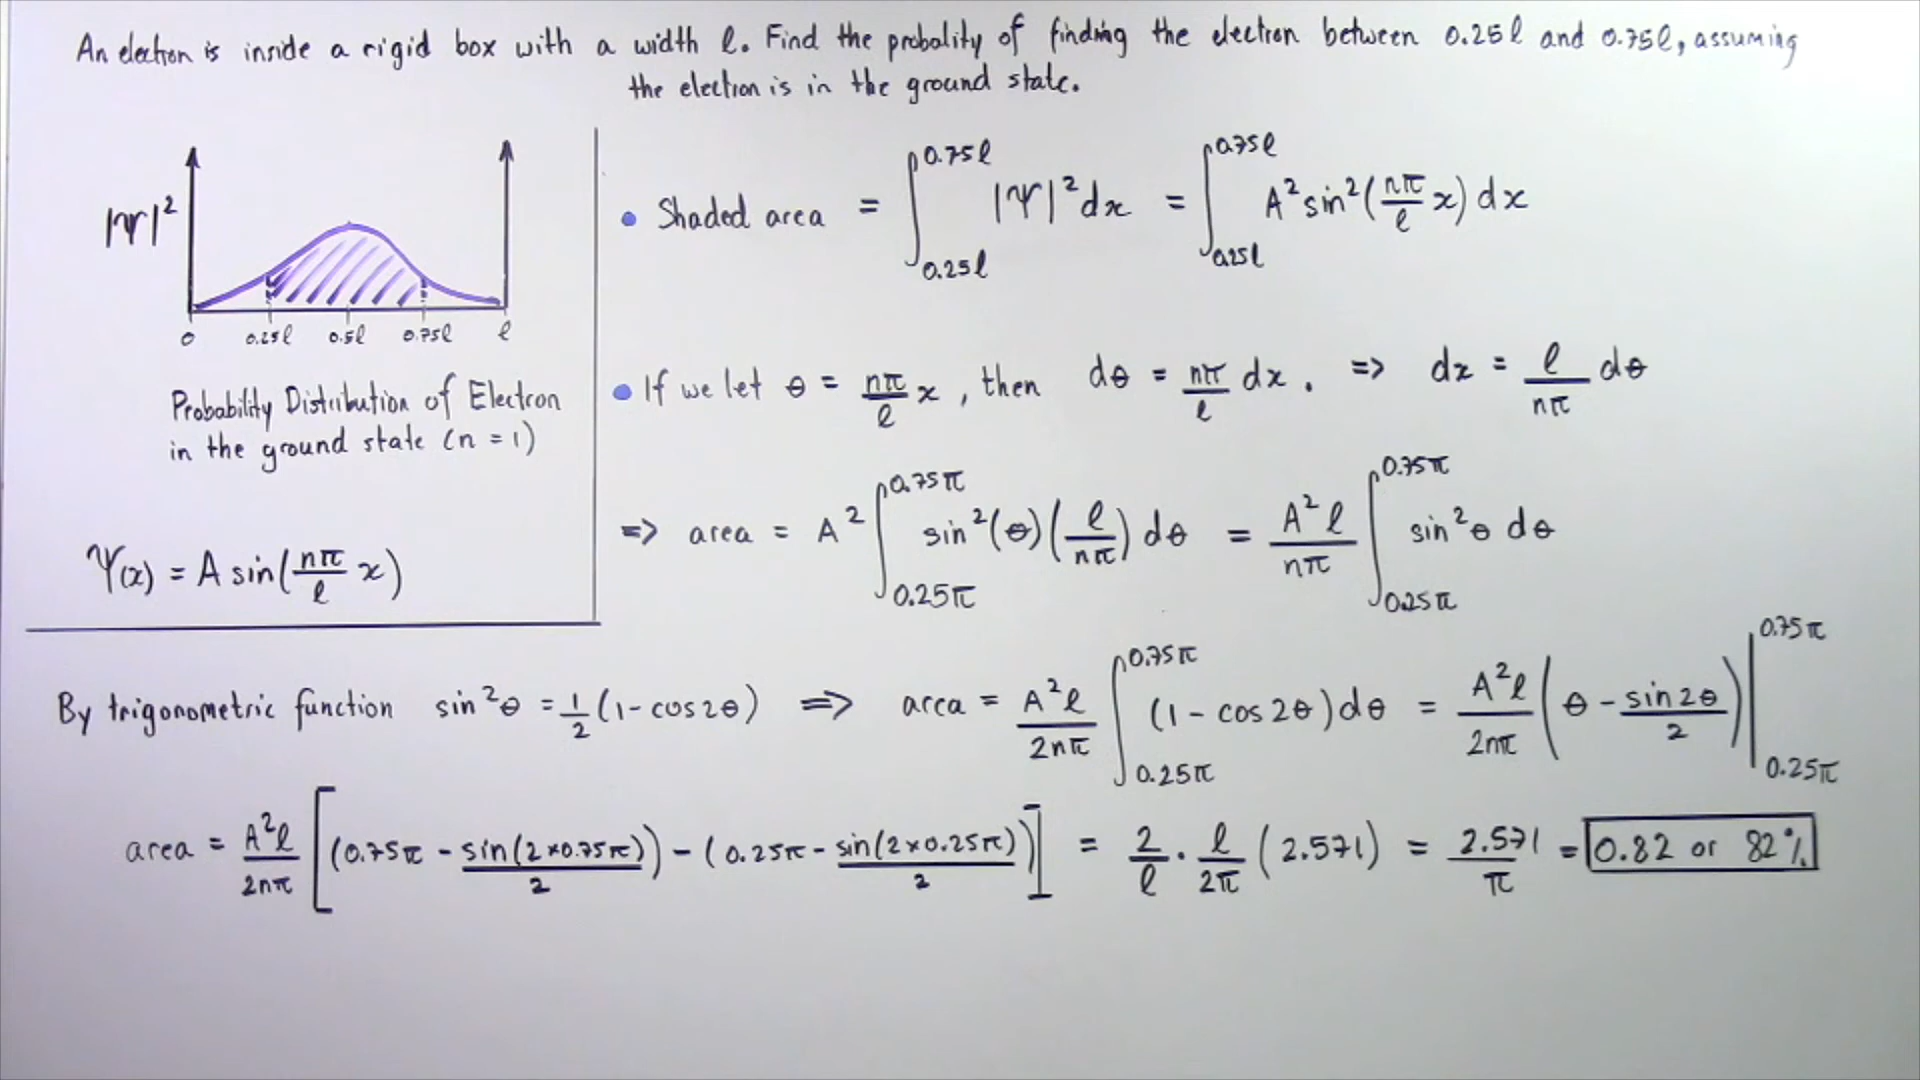 An electron is inside a rigid box with a width ℓ. Find the probality of finding the electron between 0.25ℓ and 0.75ℓ, assuming
the electron is in the ground state.
|Ψ|²
0 0.25ℓ 0.5ℓ 0.75ℓ ℓ
Probability Distribution of Electron
in the ground state (n = 1)
Ψ(x) = A sin(nπ/ℓ x)
• Shaded area = ∫_{0.25ℓ}^{0.75ℓ} |Ψ|² dx = ∫_{0.25ℓ}^{0.75ℓ} A² sin²(nπ/ℓ x) dx
• If we let θ = nπ/ℓ x, then dθ = nπ/ℓ dx. => dx = ℓ/nπ dθ
=> area = A² ∫_{0.25π}^{0.75π} sin²(θ)(ℓ/nπ) dθ = A²ℓ/nπ ∫_{0.25π}^{0.75π} sin²θ dθ
By trigonometric function sin²θ = 1/2 (1 - cos2θ) => area = A²ℓ/2nπ ∫_{0.25π}^{0.75π} (1 - cos2θ)dθ = A²ℓ/2nπ (θ - sin2θ/2) |_{0.25π}^{0.75π}
area = A²ℓ/2nπ [(0.75π - sin(2×0.75π)/2) - (0.25π - sin(2×0.25π)/2)] = 2/ℓ · ℓ/2π (2.571) = 2.571/π = 0.82 or 82%